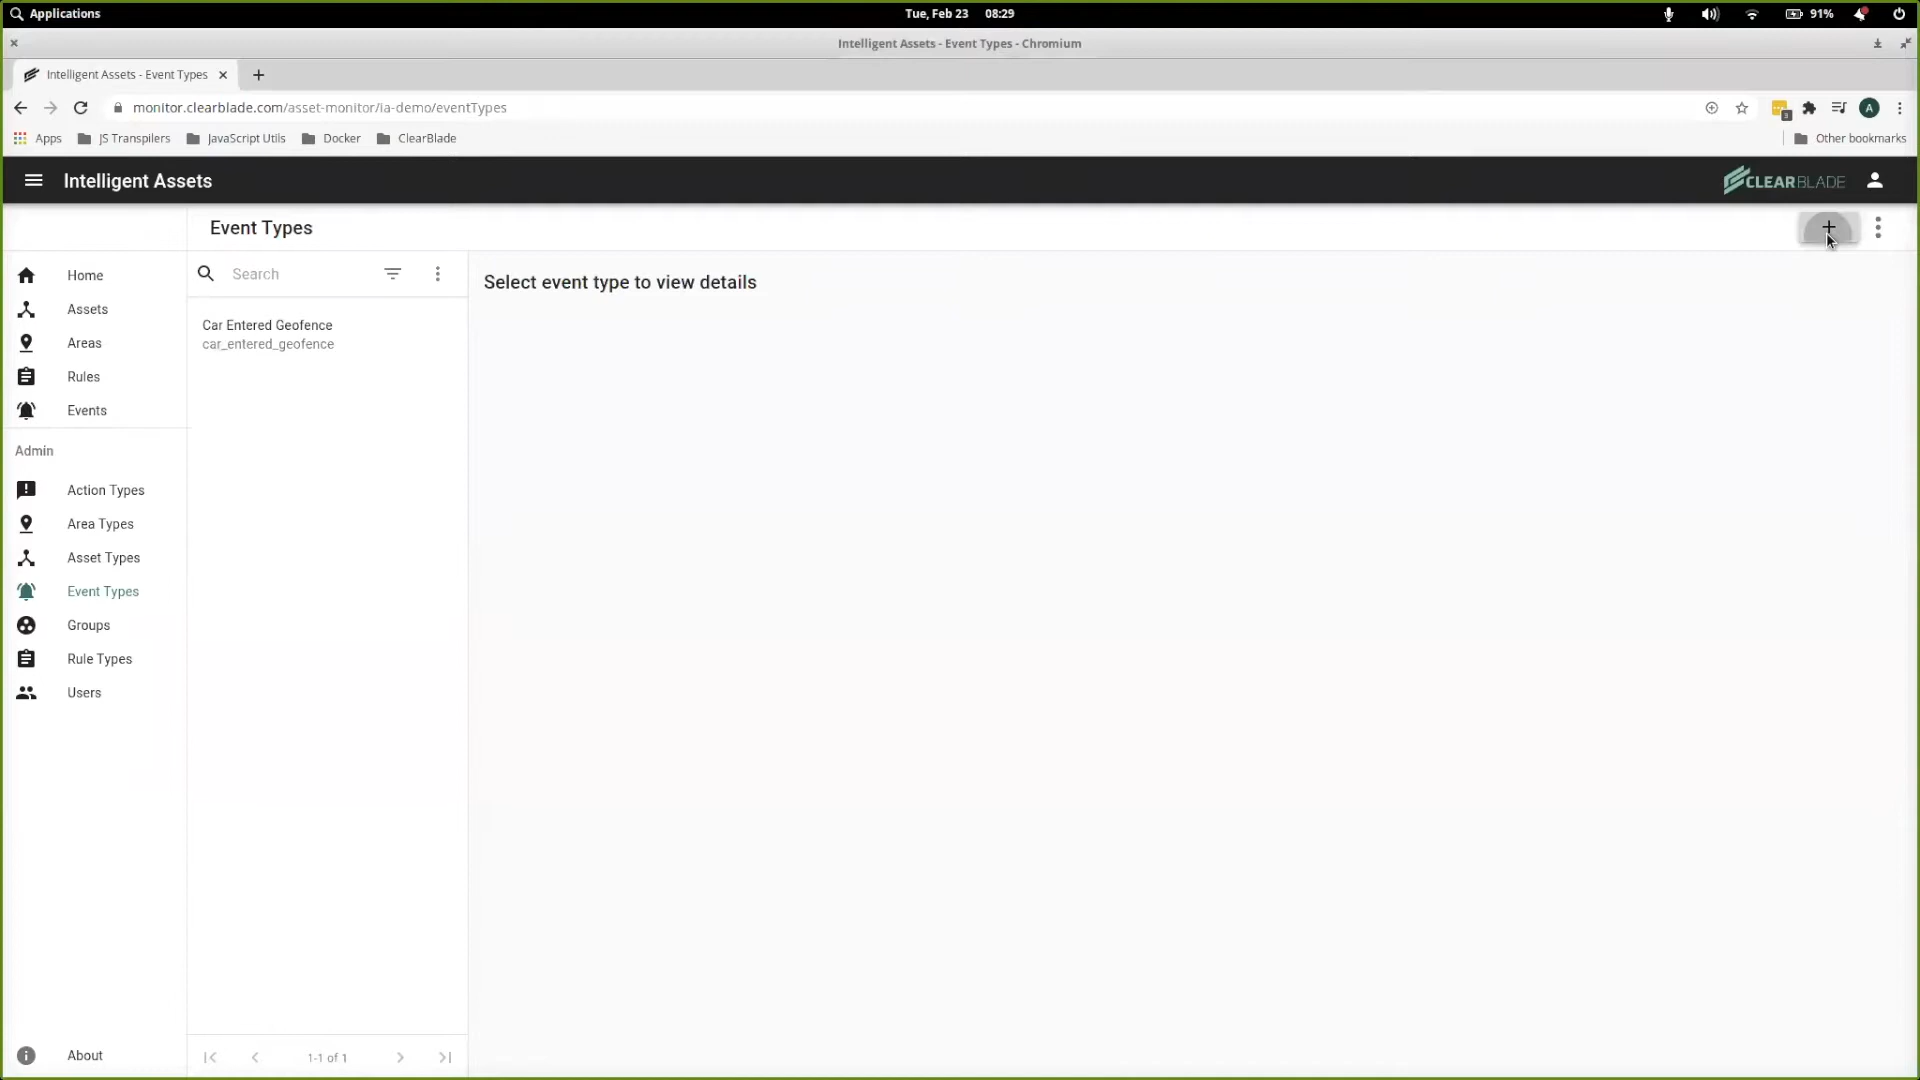 Applications
Tue, Feb 23 08:29
91%
Intelligent Assets - Event Types - Chromium
Intelligent Assets - Event Types
monitor.clearblade.com/asset-monitor/ia-demo/eventTypes
A
3
Apps
JS Transpilers
JavaScript Utils
Docker
ClearBlade
Other bookmarks
Intelligent Assets
CLEARBLADE
Event Types
Home
Assets
Areas
Rules
Events
Admin
Action Types
Area Types
Asset Types
Event Types
Groups
Rule Types
Users
About
Search
Car Entered Geofence
car_entered_geofence
1-1 of 1
Select event type to view details